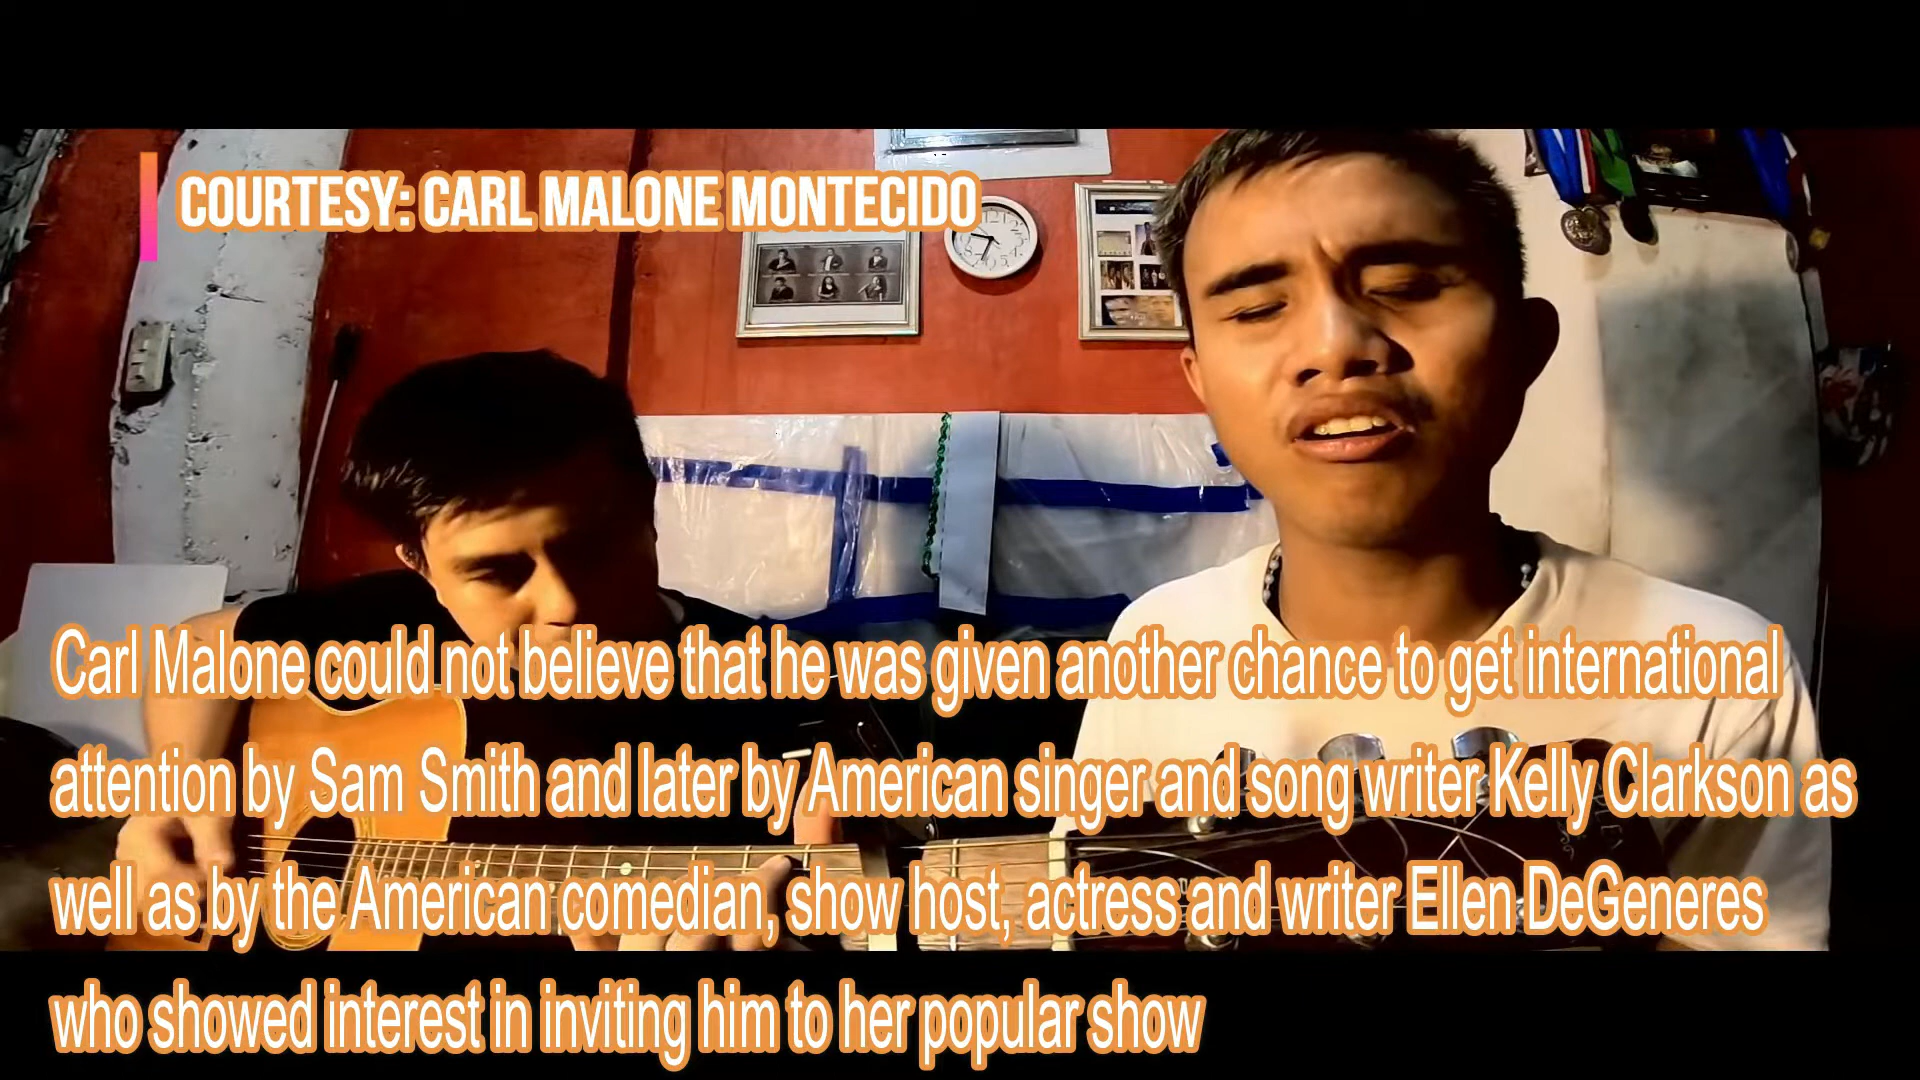 COURTESY: CARL MALONE MONTECIDO
Carl Malone could not believe that he was given another chance to get international
attention by Sam Smith and later by American singer and song writer Kelly Clarkson as
well as by the American comedian, show host, actress and writer Ellen DeGeneres
who showed interest in inviting him to her popular show